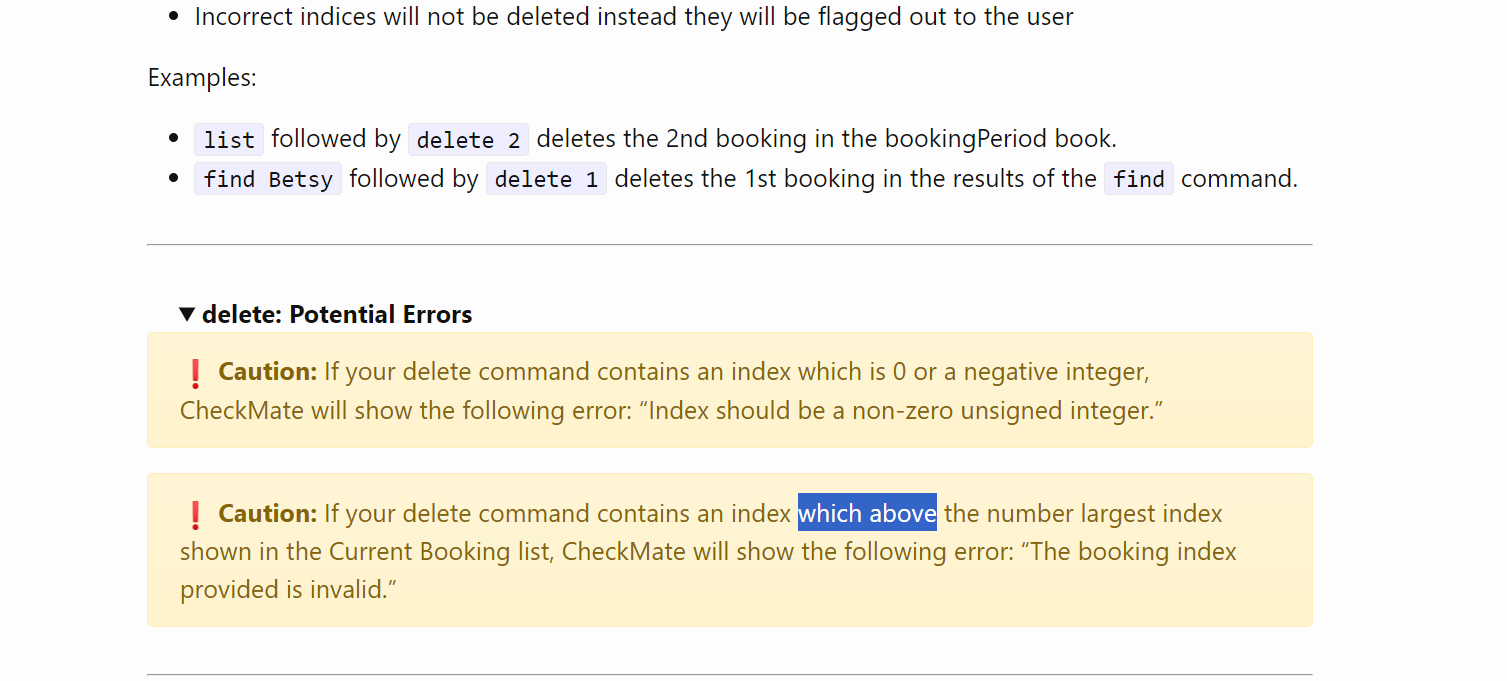 • Incorrect indices will not be deleted instead they will be flagged out to the user
Examples:
• list followed by delete 2 deletes the 2nd booking in the bookingPeriod book.
• find Betsy followed by delete 1 deletes the 1st booking in the results of the find command.
▼ delete: Potential Errors
❗ Caution: If your delete command contains an index which is 0 or a negative integer,
CheckMate will show the following error: “Index should be a non-zero unsigned integer.”
❗ Caution: If your delete command contains an index which above the number largest index
shown in the Current Booking list, CheckMate will show the following error: “The booking index
provided is invalid.”